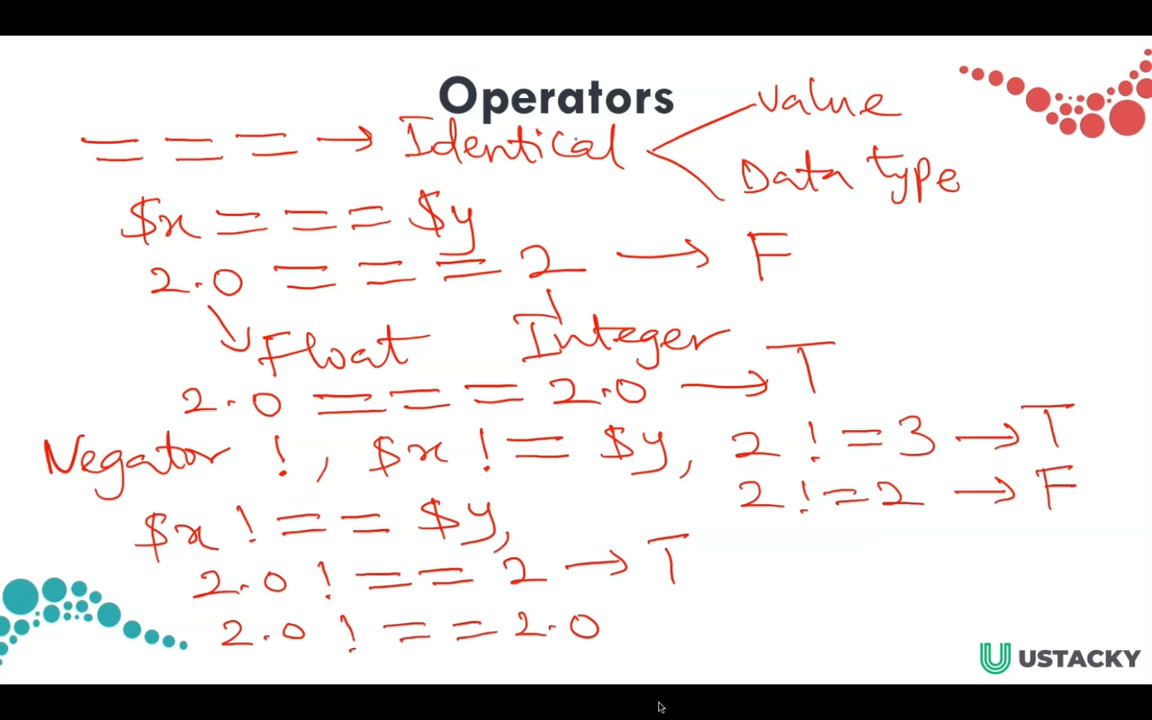 Operators
=== → Identical
value
Data type
$x === $y
2.0 === 2 → F
Float
Integer
2.0 === 2.0 → T
Negator !, $x != $y, 2 != 3 → T
2 != 2 → F
$x !== $y,
2.0 !== 2 → T
2.0 !== 2.0
USTACKY